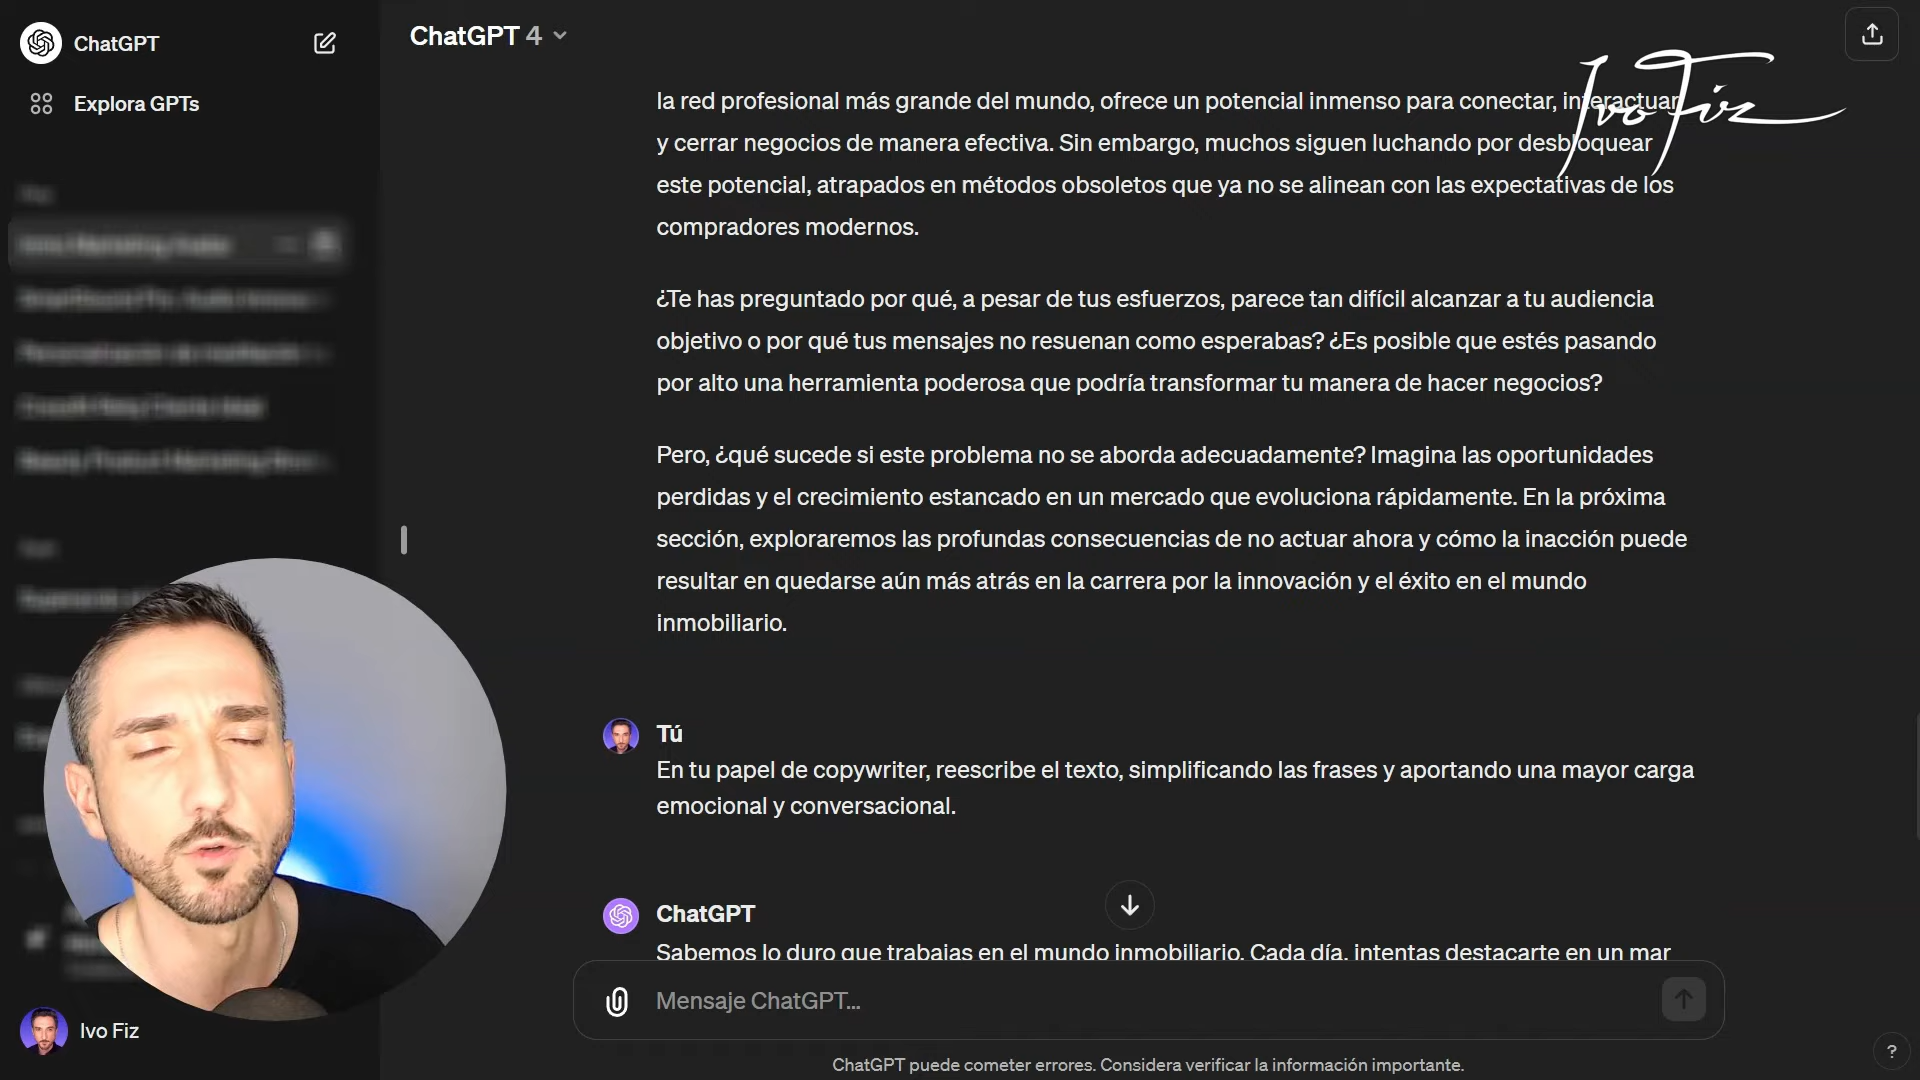 ChatGPT
Explora GPTs
ChatGPT 4
Ivo Fiz
la red profesional más grande del mundo, ofrece un potencial inmenso para conectar, interactuar
y cerrar negocios de manera efectiva. Sin embargo, muchos siguen luchando por desbloquear
este potencial, atrapados en métodos obsoletos que ya no se alinean con las expectativas de los
compradores modernos.
¿Te has preguntado por qué, a pesar de tus esfuerzos, parece tan difícil alcanzar a tu audiencia
objetivo o por qué tus mensajes no resuenan como esperabas? ¿Es posible que estés pasando
por alto una herramienta poderosa que podría transformar tu manera de hacer negocios?
Pero, ¿qué sucede si este problema no se aborda adecuadamente? Imagina las oportunidades
perdidas y el crecimiento estancado en un mercado que evoluciona rápidamente. En la próxima
sección, exploraremos las profundas consecuencias de no actuar ahora y cómo la inacción puede
resultar en quedarse aún más atrás en la carrera por la innovación y el éxito en el mundo
inmobiliario.
Tú
En tu papel de copywriter, reescribe el texto, simplificando las frases y aportando una mayor carga
emocional y conversacional.
ChatGPT
Sabemos lo duro que trabajas en el mundo inmobiliario. Cada día, intentas destacarte en un mar
Mensaje ChatGPT...
Ivo Fiz
ChatGPT puede cometer errores. Considera verificar la información importante.
?